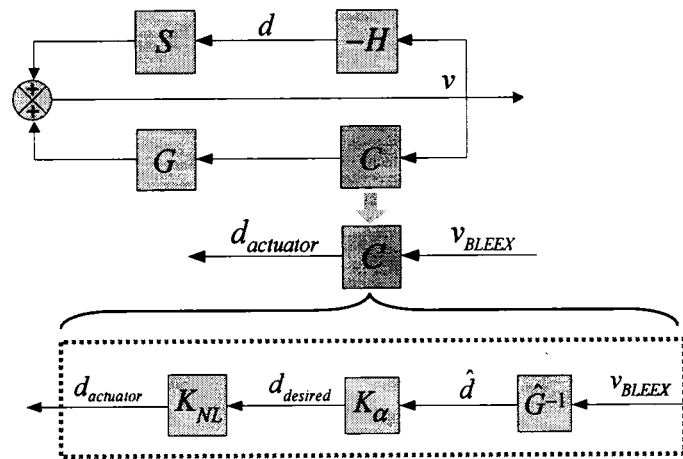 S d −H
+
+ v
G C
d_actuator C v_BLEEX
d_actuator K_NL d_desired K_α d̂ Ĝ⁻¹ v_BLEEX